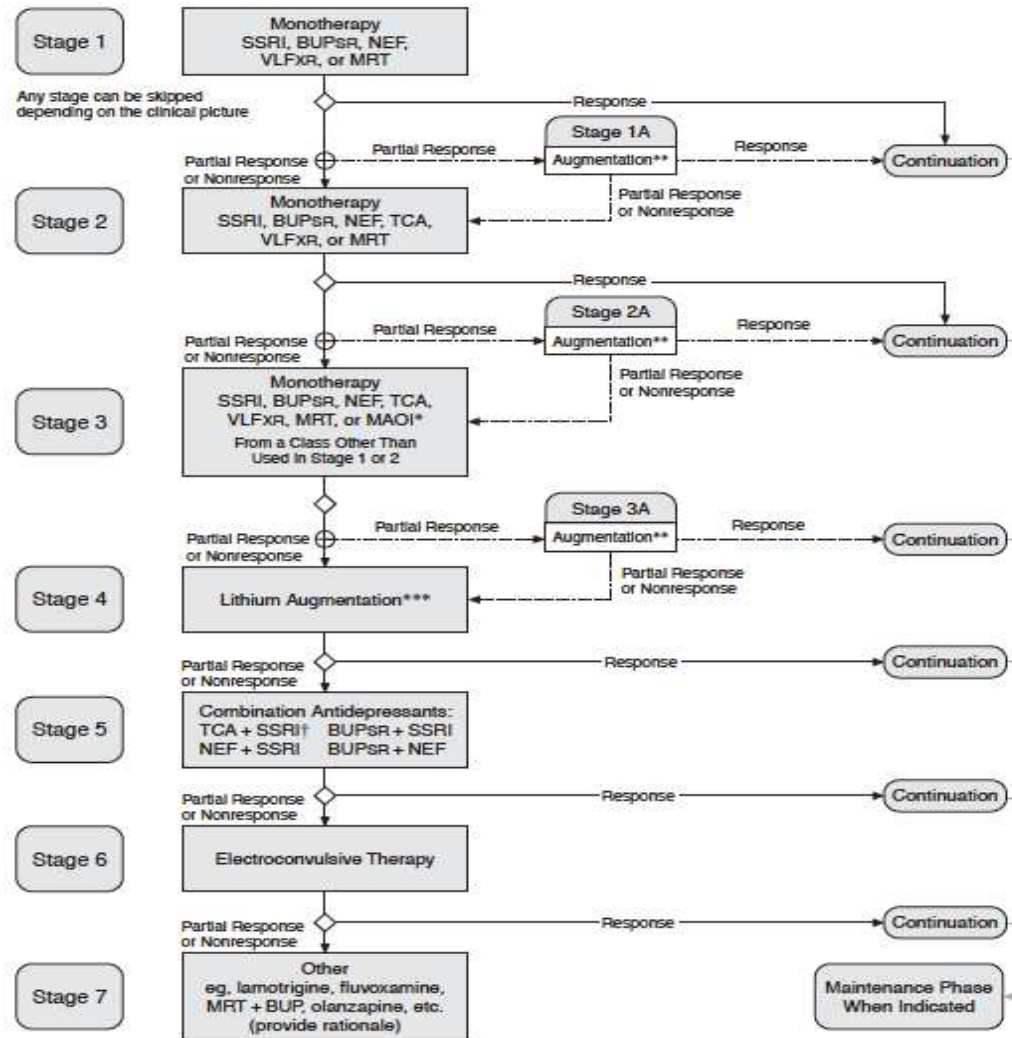 Stage 1
Monotherapy
SSRI, BUPSR, NEF,
VLFXR, or MRT
Any stage can be skipped
depending on the clinical picture
Response
Stage 1A
Partial Response
or Nonresponse
Partial Response
Augmentation**
Response
Continuation
Partial Response
or Nonresponse
Stage 2
Monotherapy
SSRI, BUPSR, NEF, TCA,
VLFXR, or MRT
Response
Stage 2A
Partial Response
or Nonresponse
Partial Response
Augmentation**
Response
Continuation
Partial Response
or Nonresponse
Stage 3
Monotherapy
SSRI, BUPSR, NEF, TCA,
VLFXR, MRT, or MAOI*
From a Class Other Than
Used in Stage 1 or 2
Stage 3A
Partial Response
or Nonresponse
Partial Response
Augmentation**
Response
Continuation
Partial Response
or Nonresponse
Stage 4
Lithium Augmentation***
Partial Response
or Nonresponse
Response
Continuation
Stage 5
Combination Antidepressants:
TCA + SSRI† BUPSR + SSRI
NEF + SSRI BUPSR + NEF
Partial Response
or Nonresponse
Response
Continuation
Stage 6
Electroconvulsive Therapy
Partial Response
or Nonresponse
Response
Continuation
Stage 7
Other
eg, lamotrigine, fluvoxamine,
MRT + BUP, olanzapine, etc.
(provide rationale)
Maintenance Phase
When Indicated